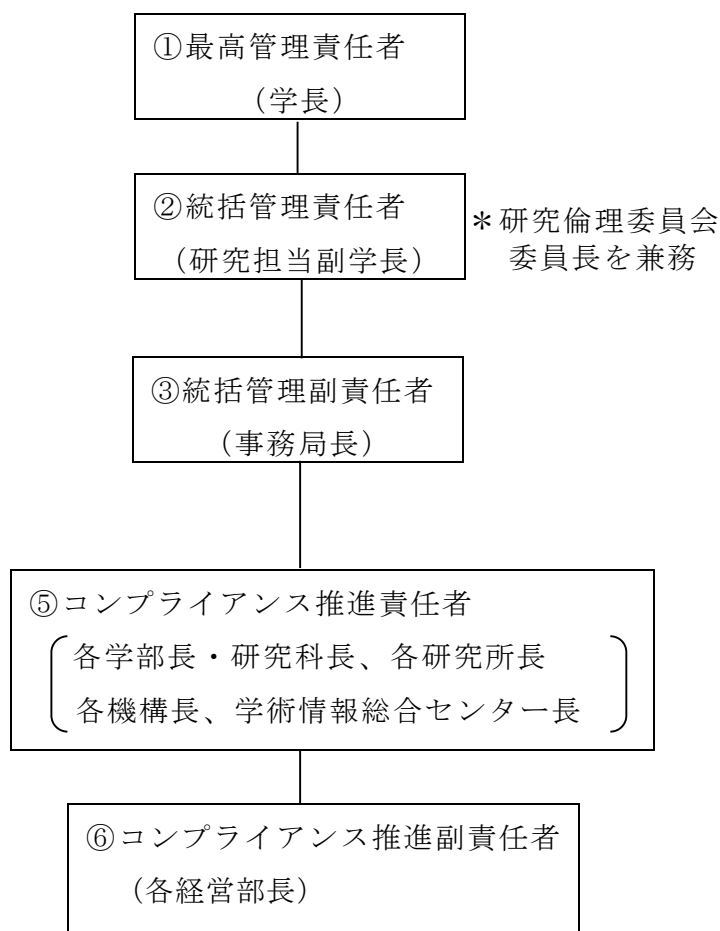 ①最高管理責任者
(学長)
②統括管理責任者
(研究担当副学長)
＊研究倫理委員会
委員長を兼務
③統括管理副責任者
(事務局長)
⑤コンプライアンス推進責任者
各学部長・研究科長、各研究所長
各機構長、学術情報総合センター長
⑥コンプライアンス推進副責任者
(各経営部長)